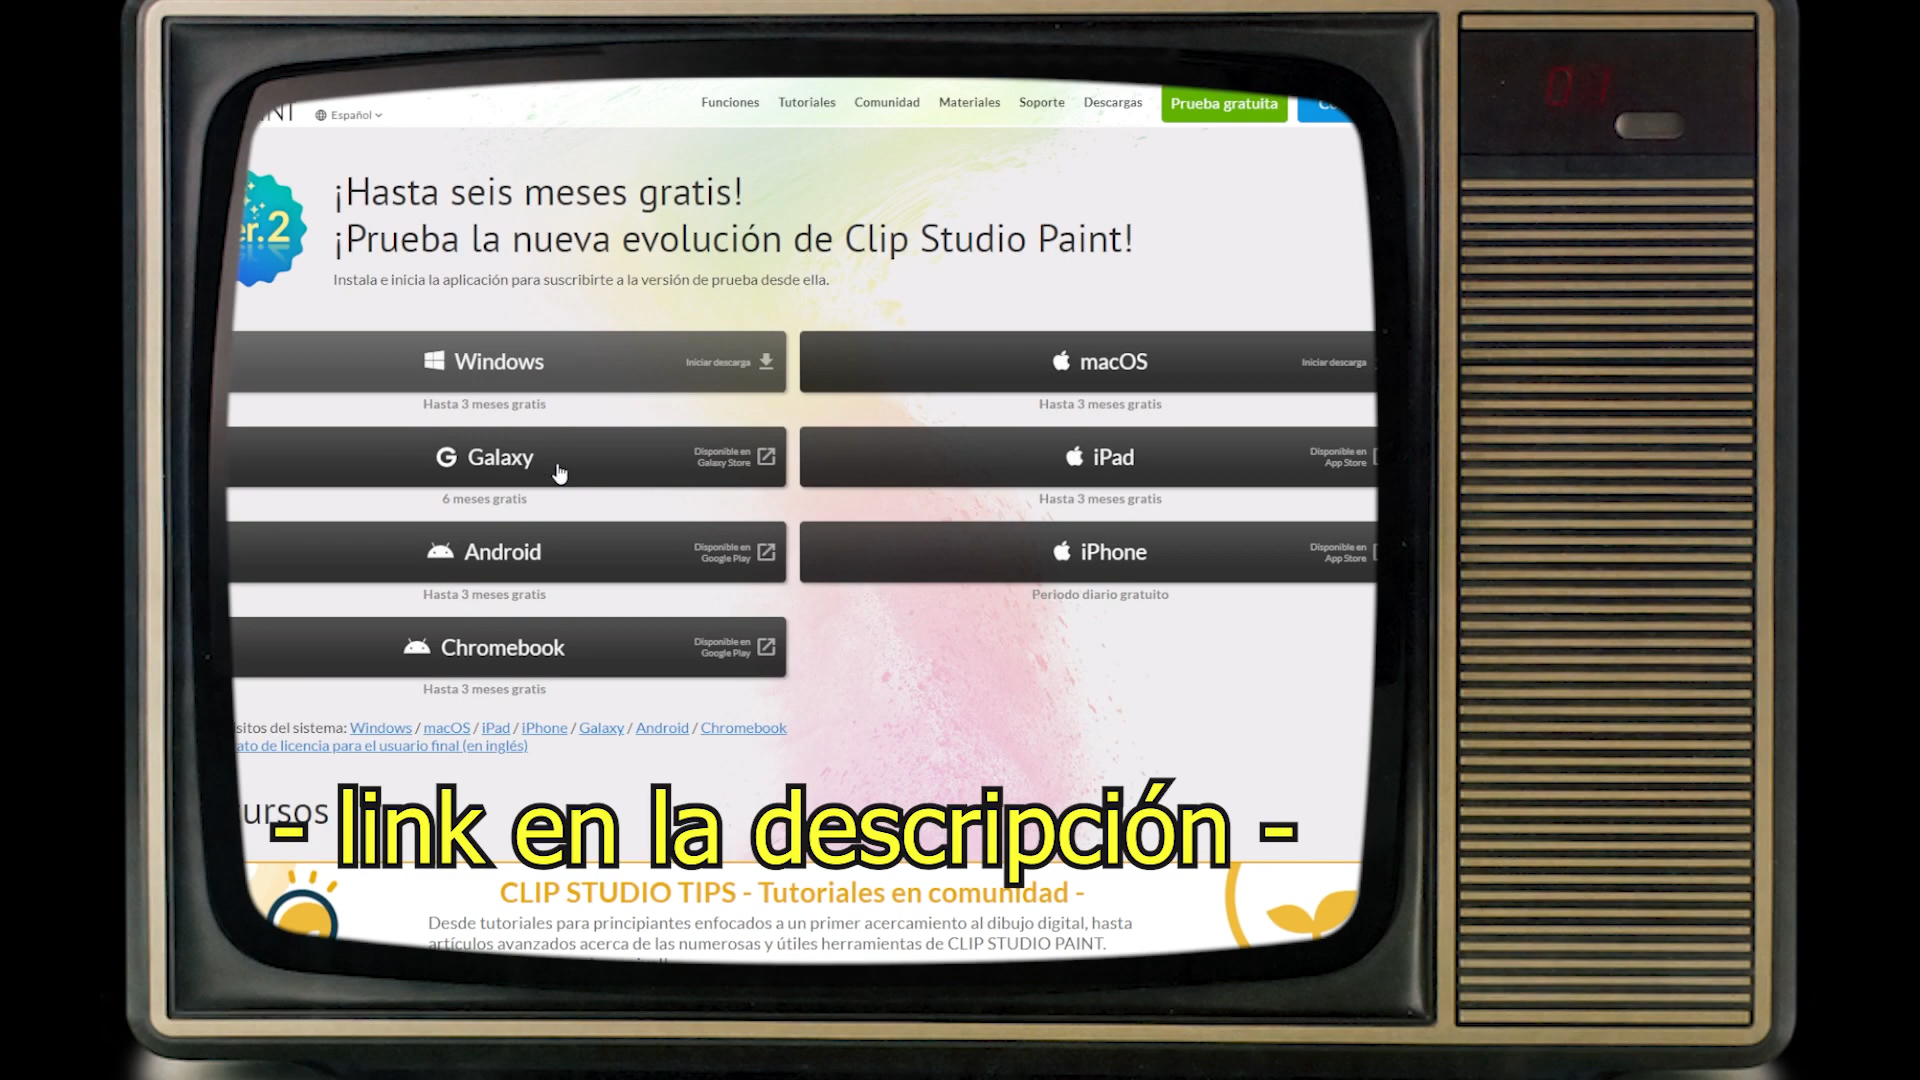 Español
Funciones Tutoriales Comunidad Materiales Soporte Descargas Prueba gratuita
01
¡Hasta seis meses gratis!
¡Prueba la nueva evolución de Clip Studio Paint!
Instala e inicia la aplicación para suscribirte a la versión de prueba desde ella.
er.2
Windows Iniciar descarga
Hasta 3 meses gratis
macOS Iniciar descarga
Hasta 3 meses gratis
Galaxy Disponible en Galaxy Store
6 meses gratis
iPad Disponible en App Store
Hasta 3 meses gratis
Android Disponible en Google Play
Hasta 3 meses gratis
iPhone Disponible en App Store
Periodo diario gratuito
Chromebook Disponible en Google Play
Hasta 3 meses gratis
sitos del sistema: Windows / macOS / iPad / iPhone / Galaxy / Android / Chromebook
ato de licencia para el usuario final (en inglés)
ursos
- link en la descripción -
CLIP STUDIO TIPS - Tutoriales en comunidad -
Desde tutoriales para principiantes enfocados a un primer acercamiento al dibujo digital, hasta
artículos avanzados acerca de las numerosas y útiles herramientas de CLIP STUDIO PAINT.